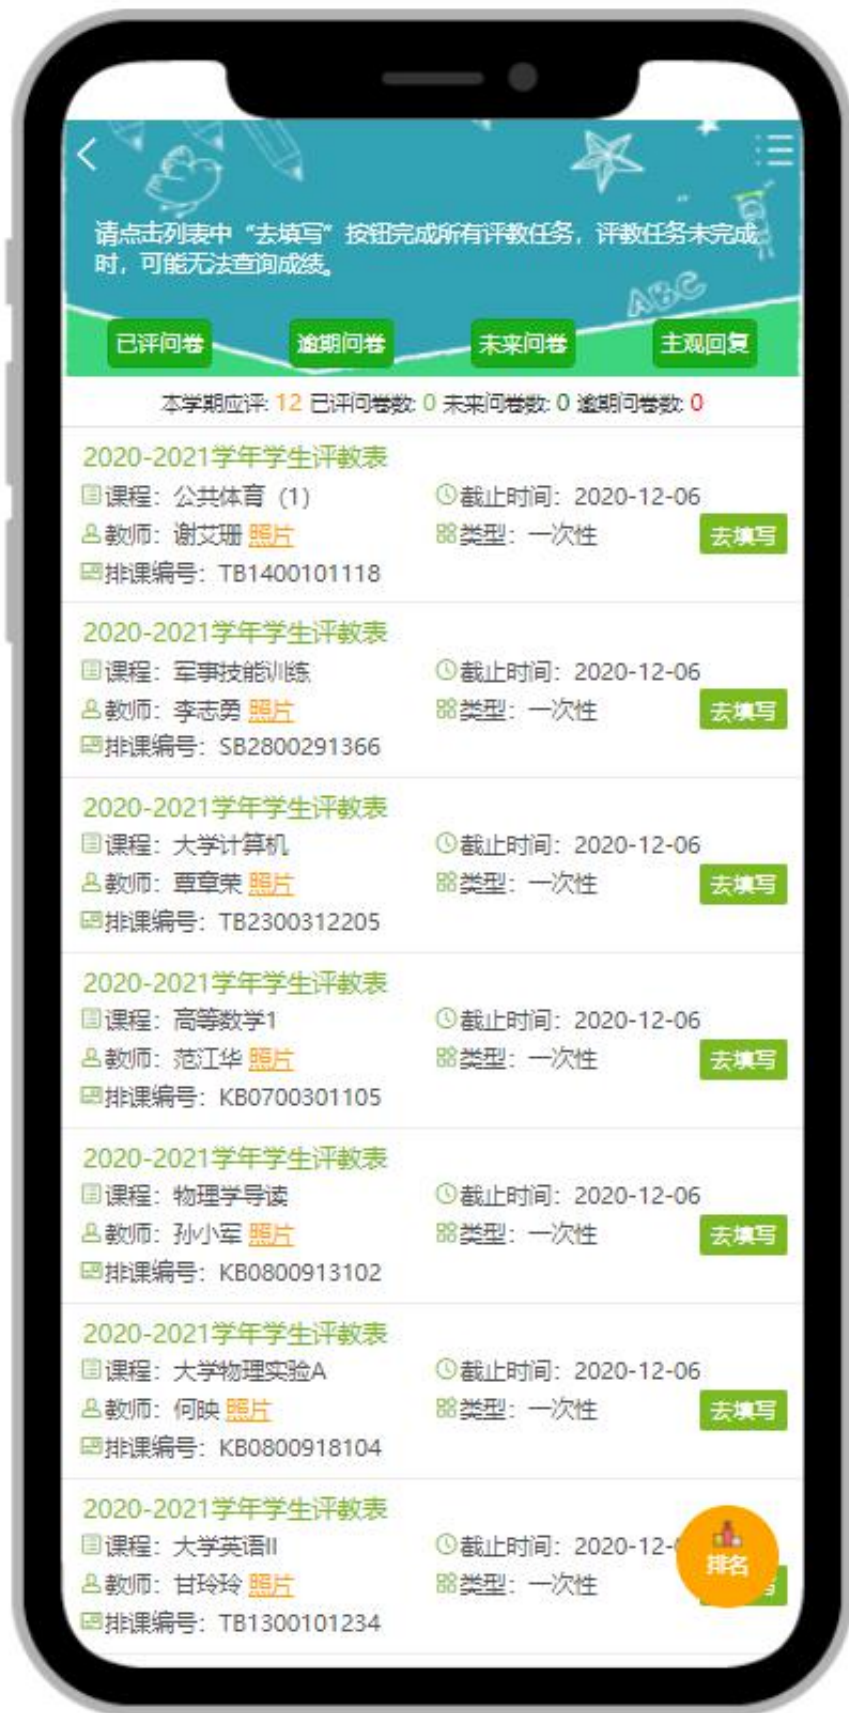 请点击列表中“去填写”按钮完成所有评教任务，评教任务未完成
时，可能无法查询成绩。
ABC
已评问卷 逾期问卷 未来问卷 主观回复
本学期应评: 12 已评问卷数: 0 未来问卷数: 0 逾期问卷数: 0
2020-2021学年学生评教表
课程：公共体育（1） 截止时间：2020-12-06
教师：谢艾珊 照片 类型：一次性 去填写
排课编号：TB1400101118
2020-2021学年学生评教表
课程：军事技能训练 截止时间：2020-12-06
教师：李志勇 照片 类型：一次性 去填写
排课编号：SB2800291366
2020-2021学年学生评教表
课程：大学计算机 截止时间：2020-12-06
教师：覃章荣 照片 类型：一次性 去填写
排课编号：TB2300312205
2020-2021学年学生评教表
课程：高等数学1 截止时间：2020-12-06
教师：范江华 照片 类型：一次性 去填写
排课编号：KB0700301105
2020-2021学年学生评教表
课程：物理学导读 截止时间：2020-12-06
教师：孙小军 照片 类型：一次性 去填写
排课编号：KB0800913102
2020-2021学年学生评教表
课程：大学物理实验A 截止时间：2020-12-06
教师：何映 照片 类型：一次性 去填写
排课编号：KB0800918104
2020-2021学年学生评教表
课程：大学英语II 截止时间：2020-12-
排名
教师：甘玲玲 照片 类型：一次性
排课编号：TB1300101234